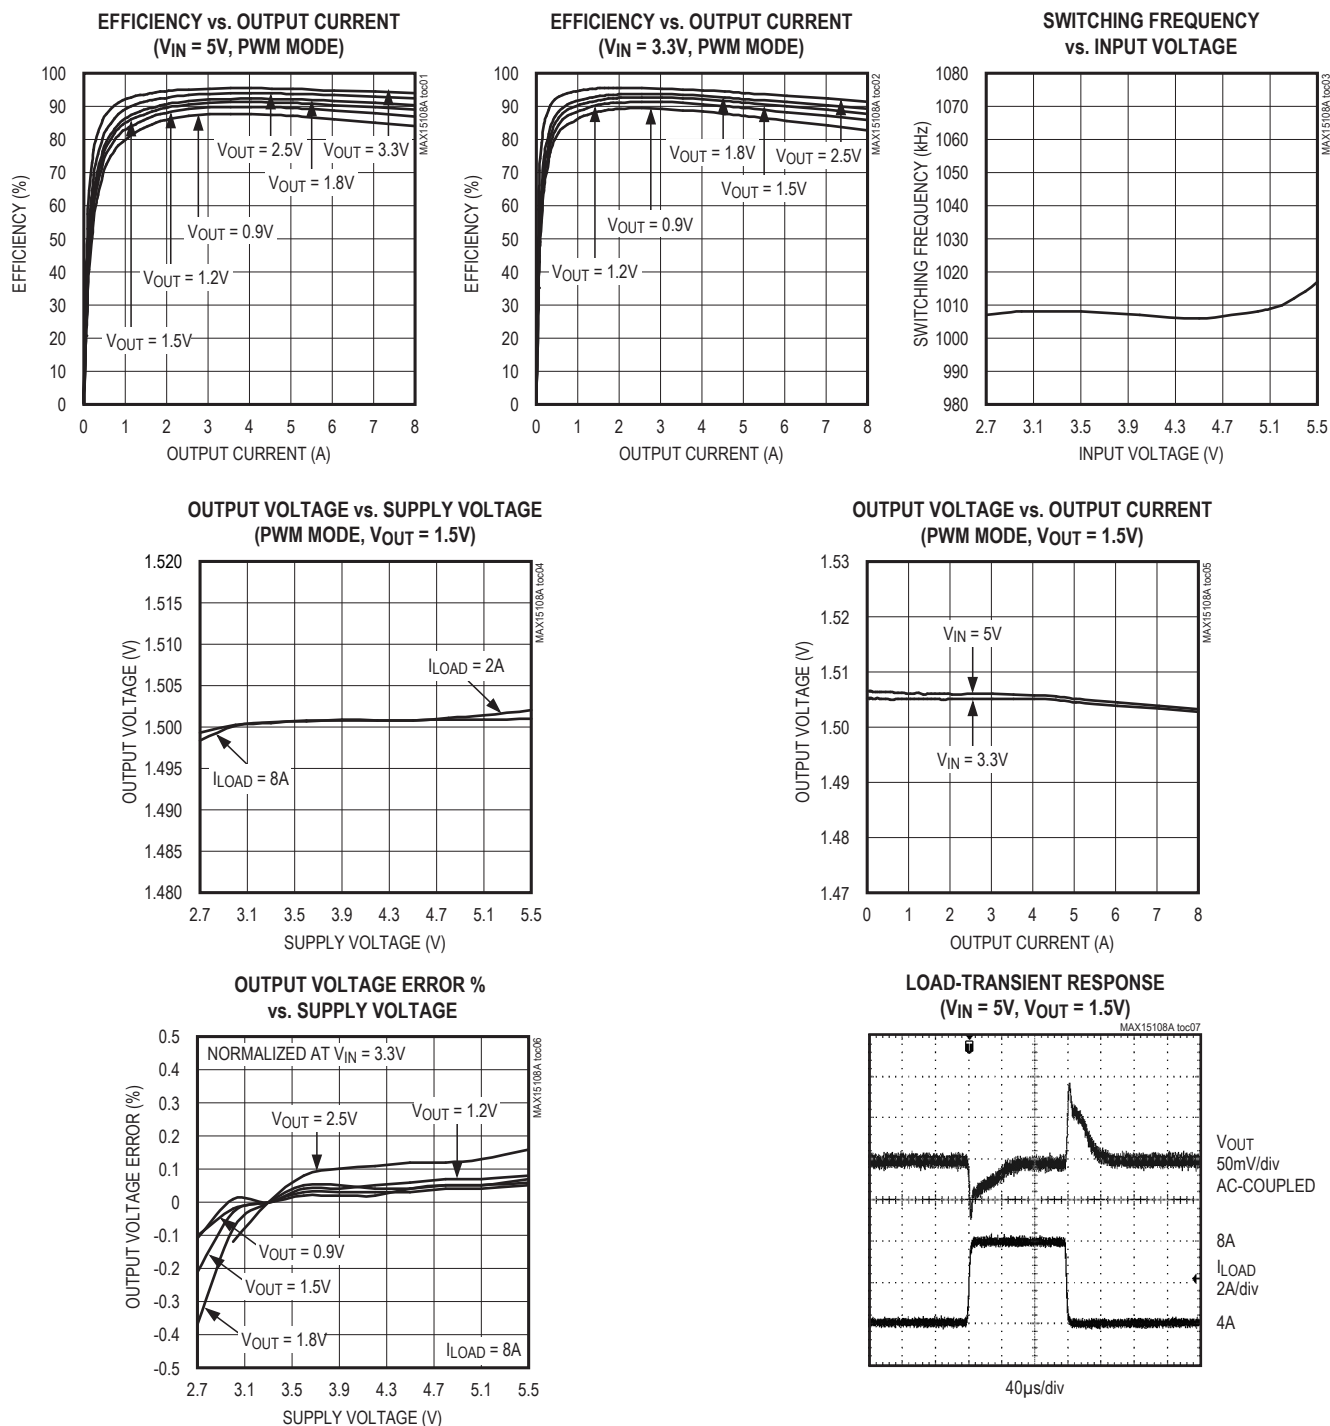 EFFICIENCY vs. OUTPUT CURRENT
(VIN = 5V, PWM MODE)
MAX15108A toc01
EFFICIENCY (%)
100
90
80
70
60
50
40
30
20
10
0
VOUT = 2.5V
VOUT = 3.3V
VOUT = 1.8V
VOUT = 0.9V
VOUT = 1.2V
VOUT = 1.5V
0 1 2 3 4 5 6 7 8
OUTPUT CURRENT (A)
EFFICIENCY vs. OUTPUT CURRENT
(VIN = 3.3V, PWM MODE)
MAX15108A toc02
EFFICIENCY (%)
100
90
80
70
60
50
40
30
20
10
0
VOUT = 1.8V
VOUT = 2.5V
VOUT = 1.5V
VOUT = 0.9V
VOUT = 1.2V
0 1 2 3 4 5 6 7 8
OUTPUT CURRENT (A)
SWITCHING FREQUENCY
vs. INPUT VOLTAGE
MAX15108A toc03
SWITCHING FREQUENCY (kHz)
1080
1070
1060
1050
1040
1030
1020
1010
1000
990
980
2.7 3.1 3.5 3.9 4.3 4.7 5.1 5.5
INPUT VOLTAGE (V)
OUTPUT VOLTAGE vs. SUPPLY VOLTAGE
(PWM MODE, VOUT = 1.5V)
MAX15108A toc04
OUTPUT VOLTAGE (V)
1.520
1.515
1.510
1.505
1.500
1.495
1.490
1.485
1.480
ILOAD = 2A
ILOAD = 8A
2.7 3.1 3.5 3.9 4.3 4.7 5.1 5.5
SUPPLY VOLTAGE (V)
OUTPUT VOLTAGE vs. OUTPUT CURRENT
(PWM MODE, VOUT = 1.5V)
MAX15108A toc05
OUTPUT VOLTAGE (V)
1.53
1.52
1.51
1.50
1.49
1.48
1.47
VIN = 5V
VIN = 3.3V
0 1 2 3 4 5 6 7 8
OUTPUT CURRENT (A)
OUTPUT VOLTAGE ERROR %
vs. SUPPLY VOLTAGE
MAX15108A toc06
OUTPUT VOLTAGE ERROR (%)
0.5
0.4
0.3
0.2
0.1
0
-0.1
-0.2
-0.3
-0.4
-0.5
NORMALIZED AT VIN = 3.3V
VOUT = 2.5V
VOUT = 1.2V
VOUT = 0.9V
VOUT = 1.5V
VOUT = 1.8V
ILOAD = 8A
2.7 3.1 3.5 3.9 4.3 4.7 5.1 5.5
SUPPLY VOLTAGE (V)
LOAD-TRANSIENT RESPONSE
(VIN = 5V, VOUT = 1.5V)
MAX15108A toc07
T
VOUT
50mV/div
AC-COUPLED
8A
ILOAD
2A/div
4A
40µs/div